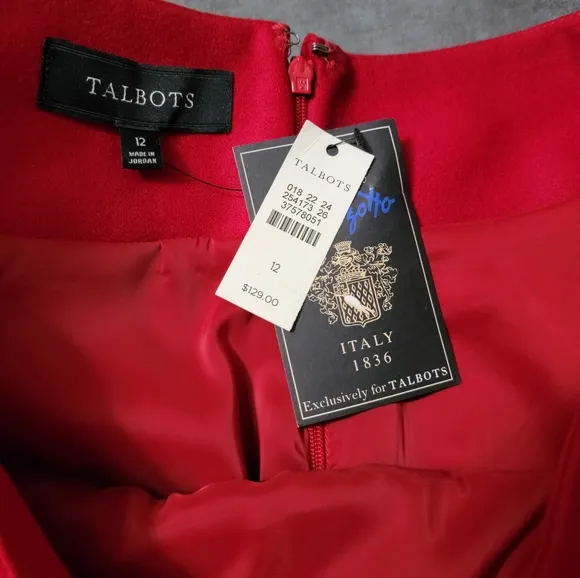 TALBOTS
12
MADE IN
JORDAN
TALBOTS
018 22 24
254173 26
37578051
12
$129.00
ITALY
1836
Exclusively for TALBOTS